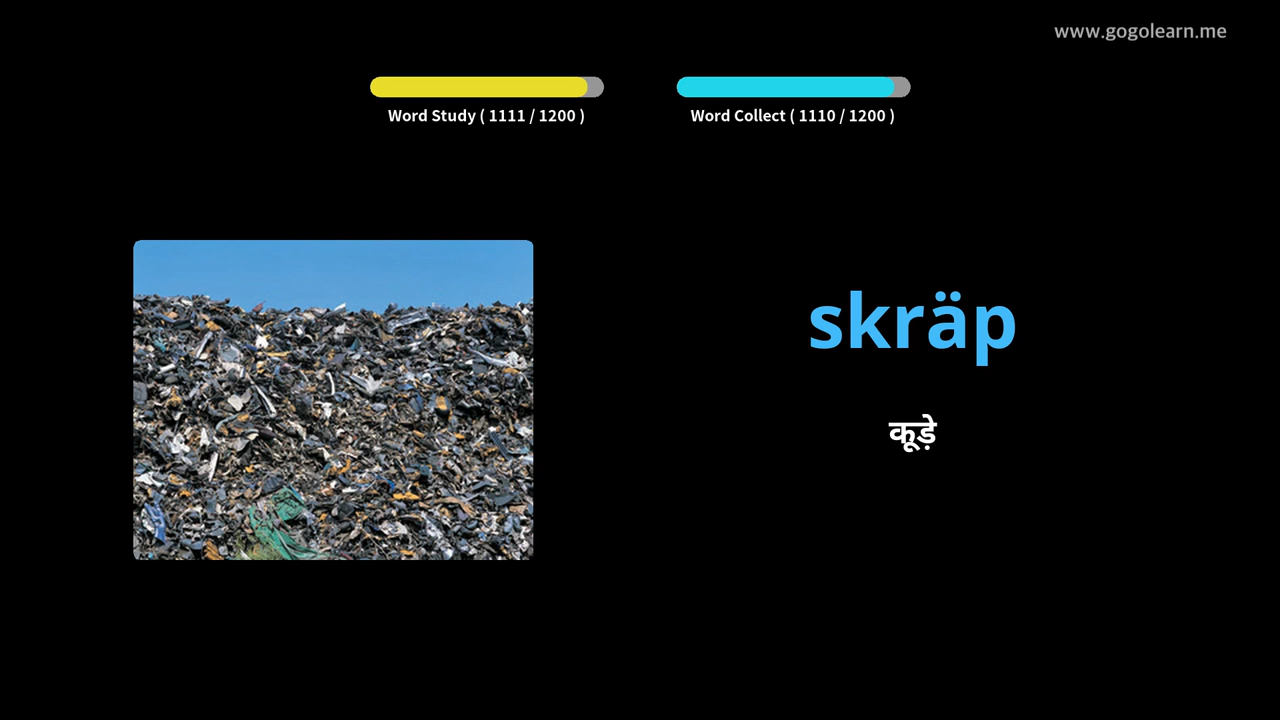 www.gogolearn.me
Word Study ( 1111 / 1200 )
Word Collect ( 1110 / 1200 )
skräp
कूड़े